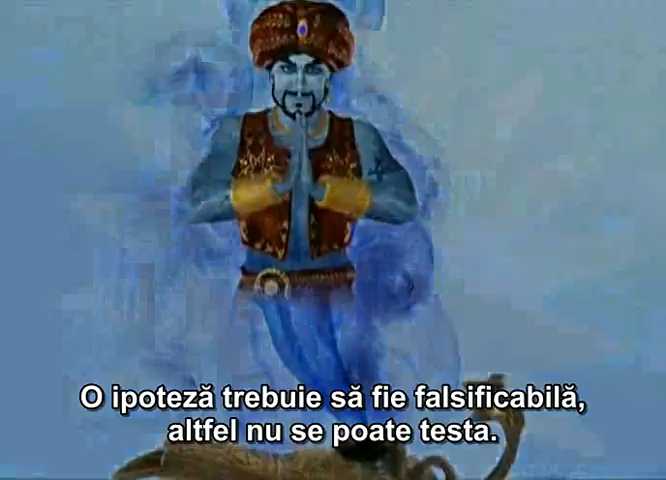 O ipoteză trebuie să fie falsificabilă,
altfel nu se poate testa.